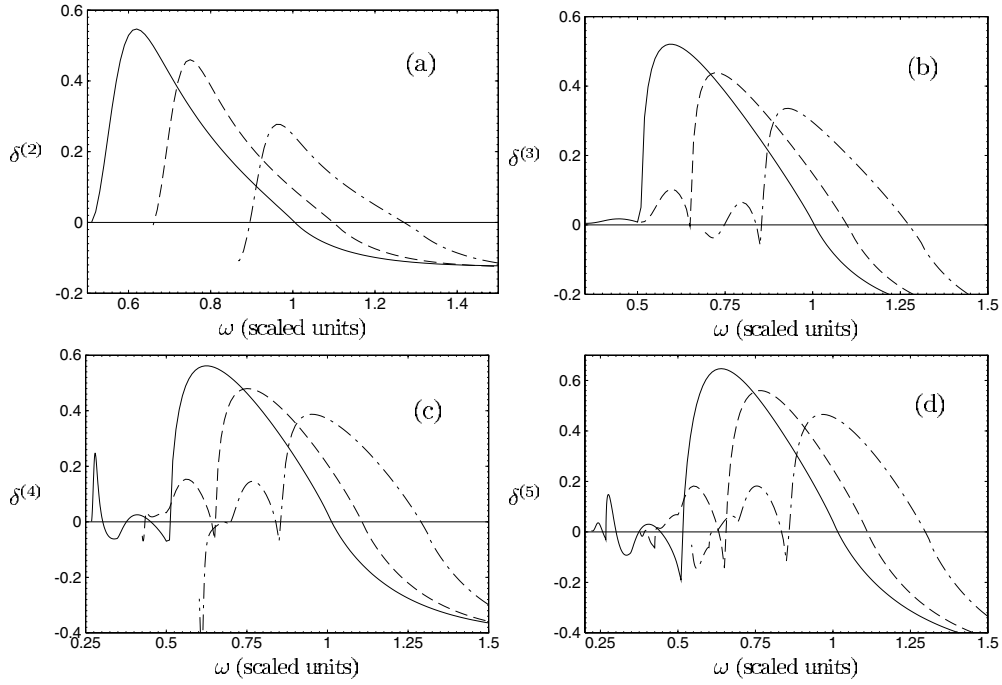 0.6
0.4
0.2
0
-0.2
δ(2)
(a)
0.6 0.8 1 1.2 1.4
ω (scaled units)
0.6
0.4
0.2
0
-0.2
δ(3)
(b)
0.5 0.75 1 1.25 1.5
ω (scaled units)
0.6
0.4
0.2
0
-0.2
-0.4
δ(4)
(c)
0.25 0.5 0.75 1 1.25 1.5
ω (scaled units)
0.6
0.4
0.2
0
-0.2
-0.4
δ(5)
(d)
0.25 0.5 0.75 1 1.25 1.5
ω (scaled units)